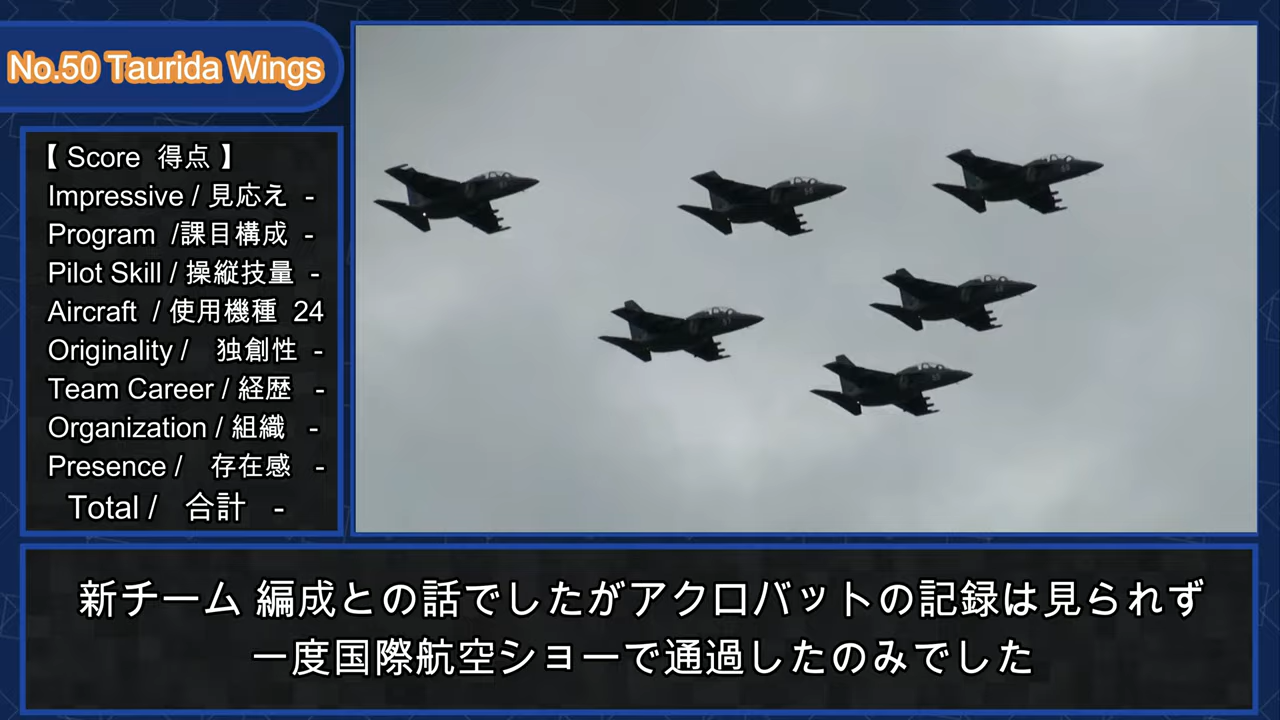 No.50 Taurida Wings
【 Score 得点 】
Impressive / 見応え -
Program /課目構成 -
Pilot Skill / 操縦技量 -
Aircraft / 使用機種 24
Originality / 独創性 -
Team Career / 経歴 -
Organization / 組織 -
Presence / 存在感 -
Total / 合計 -
新チーム 編成との話でしたがアクロバットの記録は見られず
一度国際航空ショーで通過したのみでした